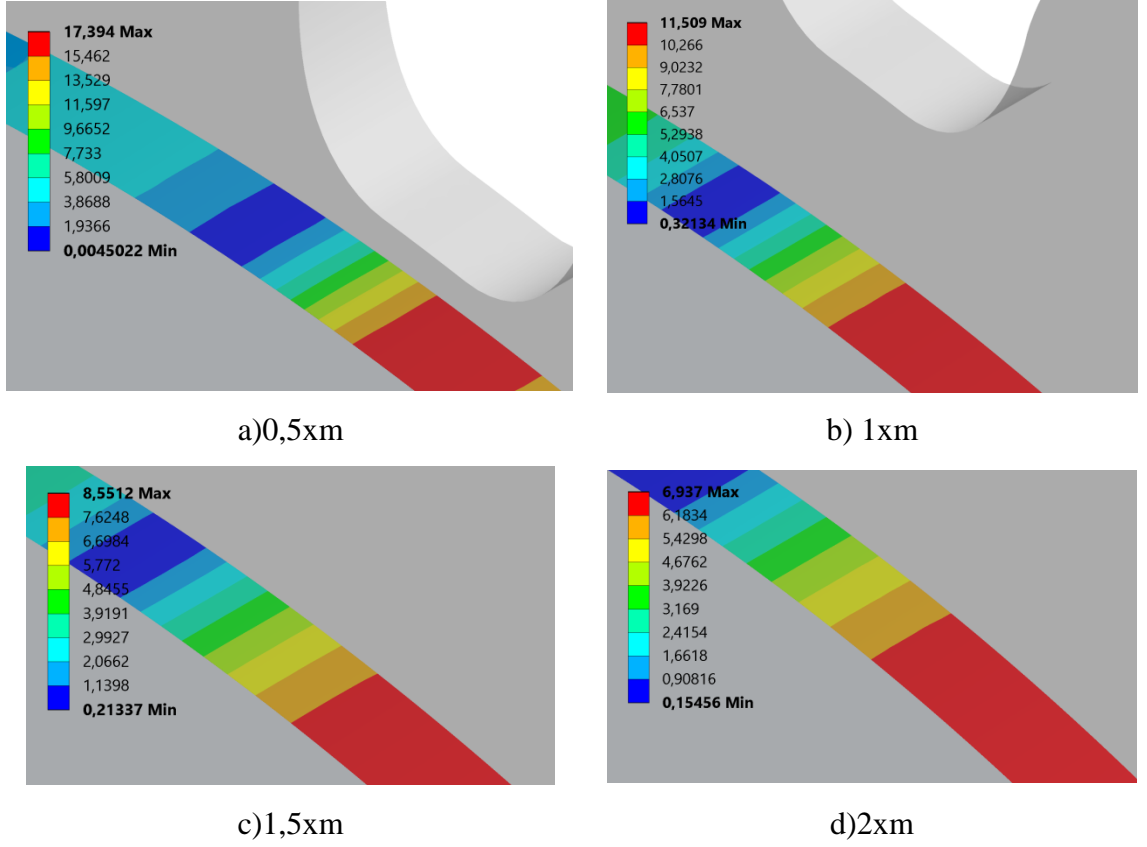 17,394 Max
15,462
13,529
11,597
9,6652
7,733
5,8009
3,8688
1,9366
0,0045022 Min
a)0,5xm
11,509 Max
10,266
9,0232
7,7801
6,537
5,2938
4,0507
2,8076
1,5645
0,32134 Min
b) 1xm
8,5512 Max
7,6248
6,6984
5,772
4,8455
3,9191
2,9927
2,0662
1,1398
0,21337 Min
c)1,5xm
6,937 Max
6,1834
5,4298
4,6762
3,9226
3,169
2,4154
1,6618
0,90816
0,15456 Min
d)2xm